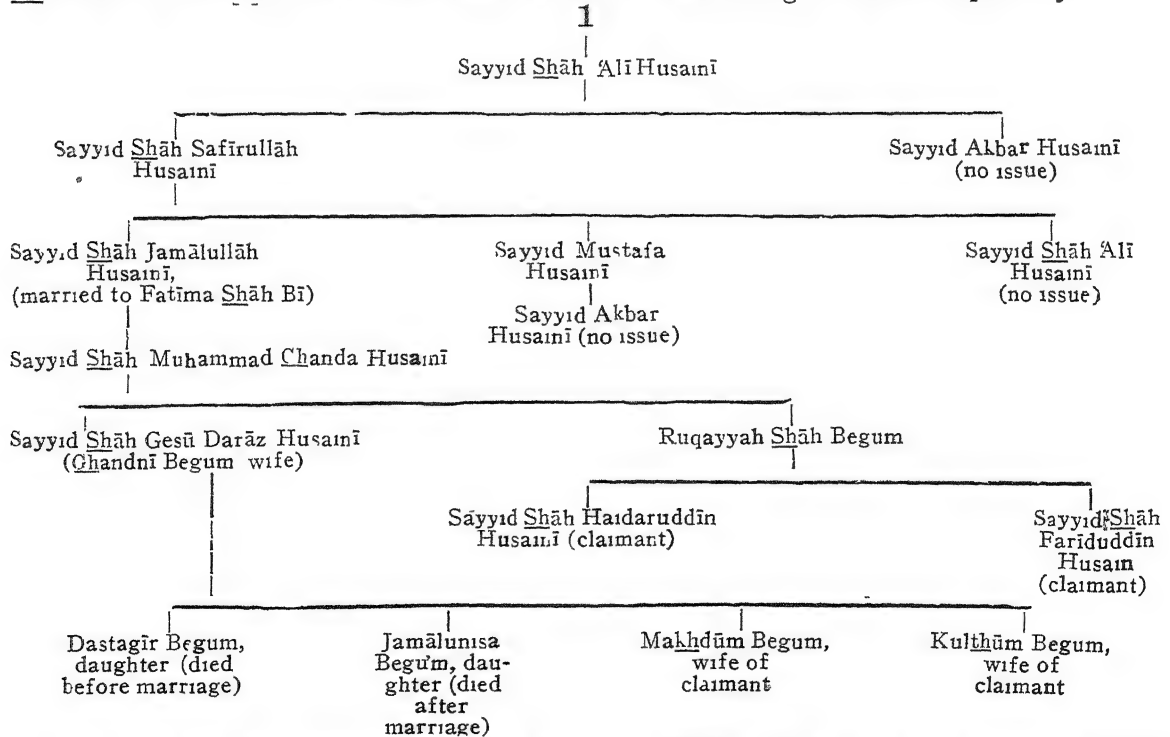 1
Sayyid Shāh ‘Alī Husainī
Sayyid Shāh Safīrullāh
Husainī
Sayyid Akbar Husainī
(no issue)
Sayyid Shāh Jamālullāh
Husainī,
(married to Fatīma Shāh Bī)
Sayyid Mustafa
Husainī
Sayyid Akbar
Husainī (no issue)
Sayyid Shāh ‘Alī
Husainī
(no issue)
Sayyid Shāh Muhammad Chanda Husainī
Sayyid Shāh Gesū Darāz Husainī
(Ghandnī Begum wife)
Ruqayyah Shāh Begum
Sayyid Shāh Haidaruddīn
Husainī (claimant)
Sayyid Shāh
Farīduddīn
Husain
(claimant)
Dastagīr Begum,
daughter (died
before marriage)
Jamālunisa
Begu'm, dau-
ghter (died
after
marriage)
Makhdūm Begum,
wife of
claimant
Kulthūm Begum,
wife of
claimant